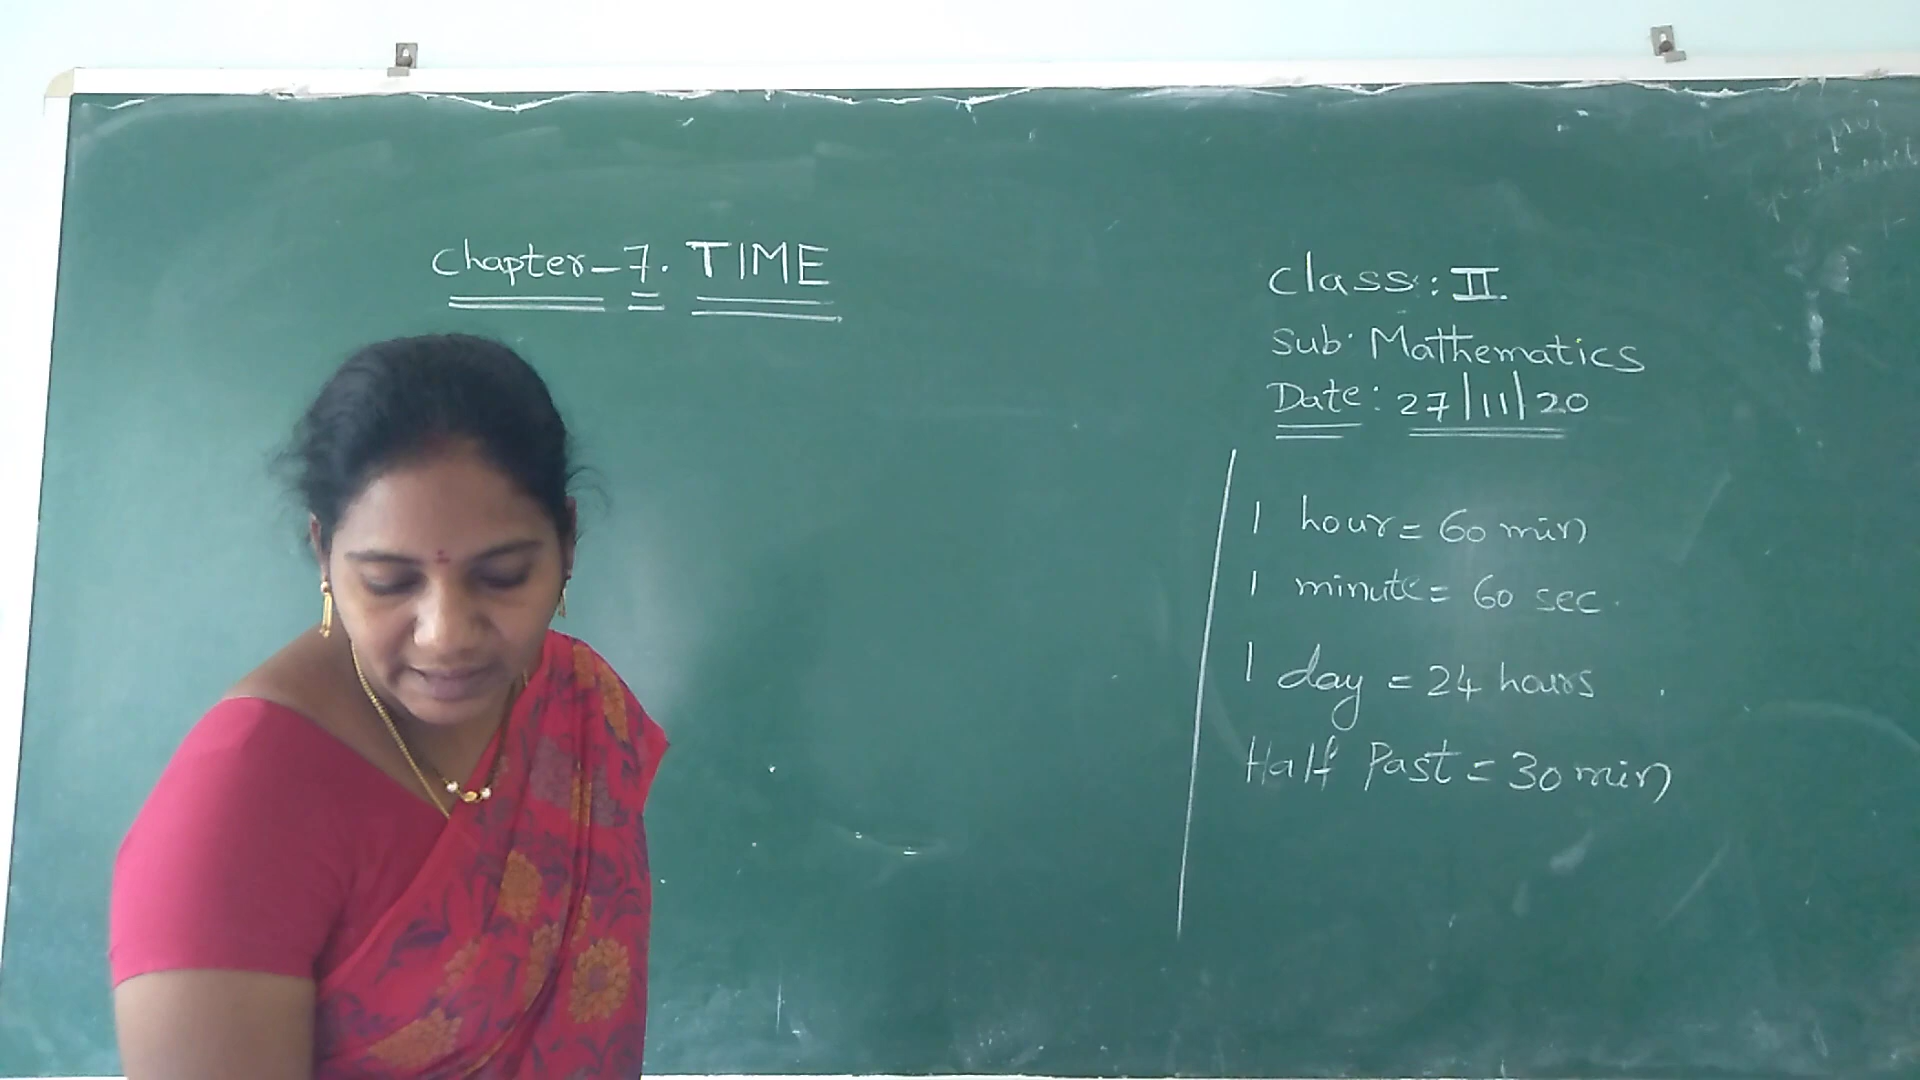 Chapter-7. TIME
Class: II.
Sub: Mathematics
Date: 27/11/20
1 hour = 60 min
1 minute = 60 sec.
1 day = 24 hours
Half Past = 30 min